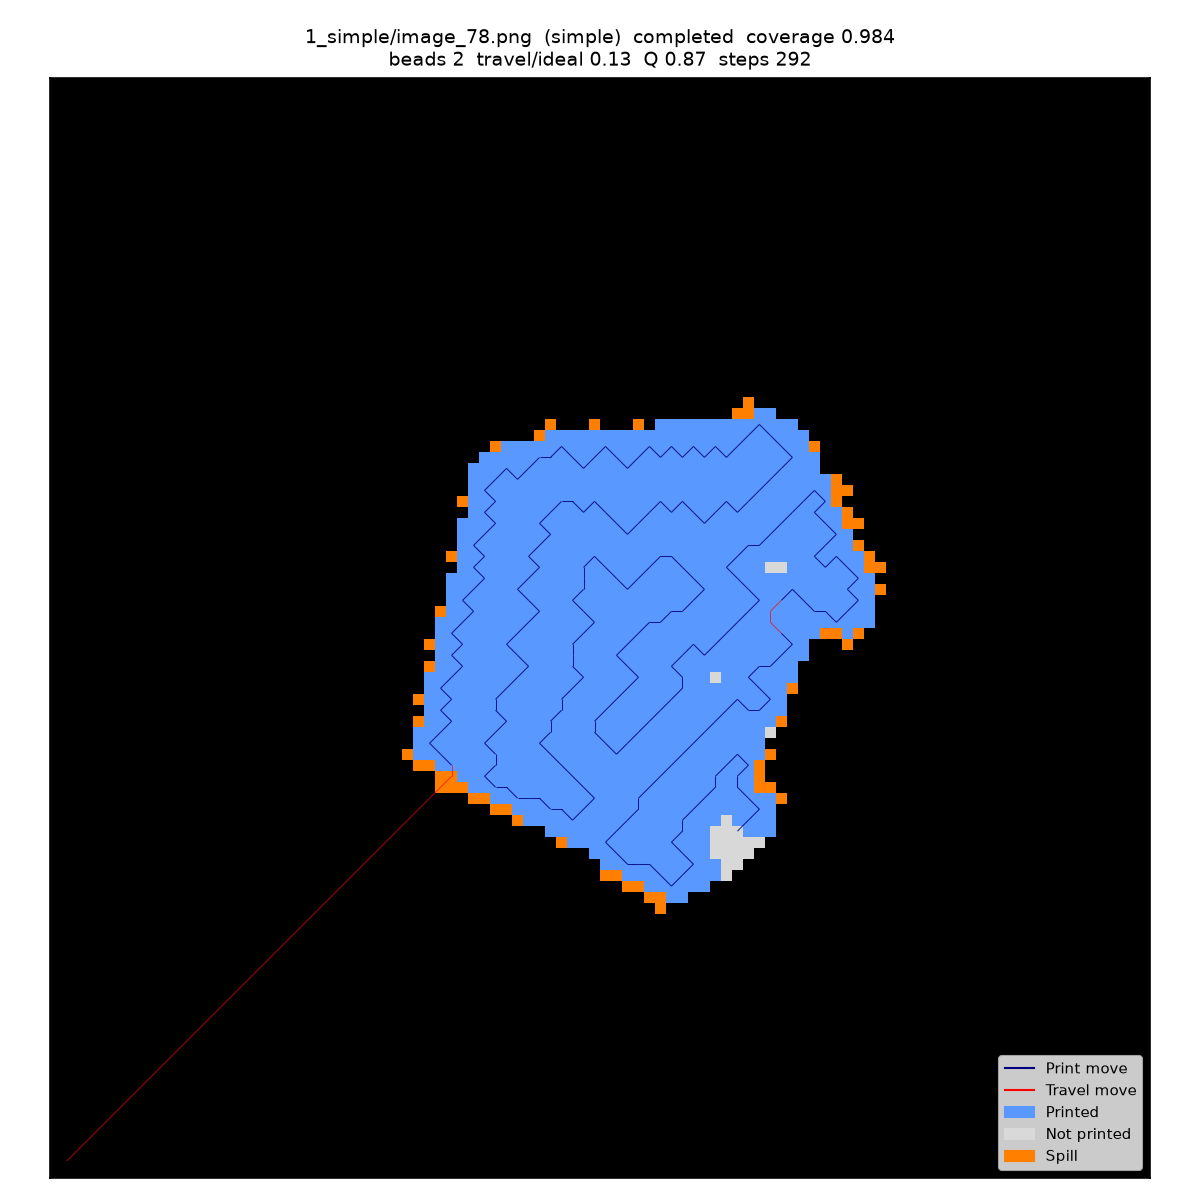 1_simple/image_78.png  (simple)  completed  coverage 0.984
beads 2  travel/ideal 0.13  Q 0.87  steps 292
Print move
Travel move
Printed
Not printed
Spill